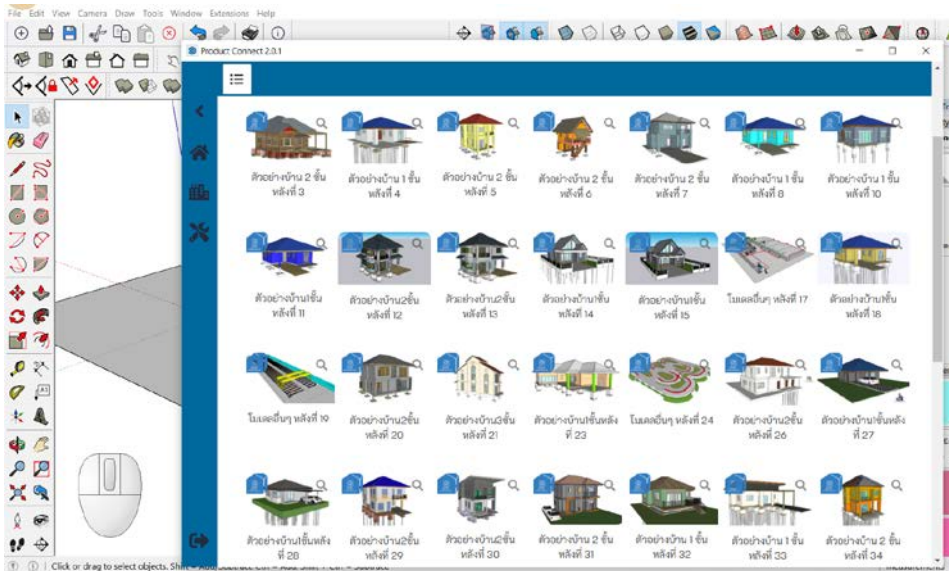 File Edit View Camera Draw Tools Window Extensions Help
Product Connect 2.0.1
ตัวอย่างบ้าน 2 ชั้น
หลังที่ 3
ตัวอย่างบ้าน 1 ชั้น
หลังที่ 4
ตัวอย่างบ้าน 2 ชั้น
หลังที่ 5
ตัวอย่างบ้าน 2 ชั้น
หลังที่ 6
ตัวอย่างบ้าน 2 ชั้น
หลังที่ 7
ตัวอย่างบ้าน 1 ชั้น
หลังที่ 8
ตัวอย่างบ้าน 1 ชั้น
หลังที่ 10
ตัวอย่างบ้าน1ชั้น
หลังที่ 11
ตัวอย่างบ้าน2ชั้น
หลังที่ 12
ตัวอย่างบ้าน2ชั้น
หลังที่ 13
ตัวอย่างบ้าน1ชั้น
หลังที่ 14
ตัวอย่างบ้าน1ชั้น
หลังที่ 15
โมเดลอื่นๆ หลังที่ 17
ตัวอย่างบ้าน1ชั้น
หลังที่ 18
โมเดลอื่นๆ หลังที่ 19
ตัวอย่างบ้าน2ชั้น
หลังที่ 20
ตัวอย่างบ้าน3ชั้น
หลังที่ 21
ตัวอย่างบ้าน1ชั้นหลัง
ที่ 23
โมเดลอื่นๆ หลังที่ 24
ตัวอย่างบ้าน2ชั้น
หลังที่ 26
ตัวอย่างบ้าน1ชั้นหลัง
ที่ 27
ตัวอย่างบ้าน1ชั้นหลัง
ที่ 28
ตัวอย่างบ้าน2ชั้น
หลังที่ 29
ตัวอย่างบ้าน2ชั้น
หลังที่ 30
ตัวอย่างบ้าน 2 ชั้น
หลังที่ 31
ตัวอย่างบ้าน 1 ชั้น
หลังที่ 32
ตัวอย่างบ้าน 1 ชั้น
หลังที่ 33
ตัวอย่างบ้าน 2 ชั้น
หลังที่ 34
Click or drag to select objects. Shift = Add/Subtract. Ctrl = Add. Shift + Ctrl = Subtract.
Measurements